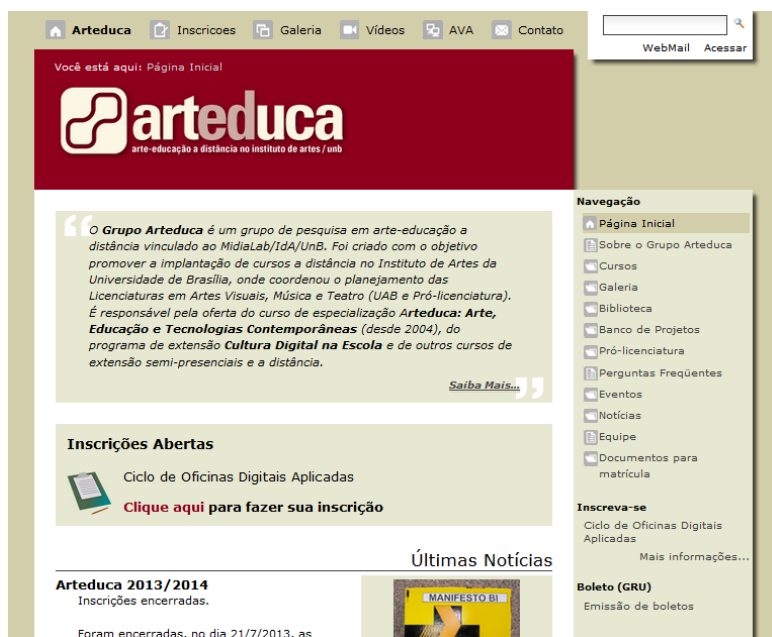 Arteduca Inscricoes Galeria Vídeos AVA Contato
WebMail Acessar
Você está aqui: Página Inicial
arteduca
arte-educação a distância no instituto de artes / unb
O Grupo Arteduca é um grupo de pesquisa em arte-educação a
distância vinculado ao MidiaLab/IdA/UnB. Foi criado com o objetivo
promover a implantação de cursos a distância no Instituto de Artes da
Universidade de Brasília, onde coordenou o planejamento das
Licenciaturas em Artes Visuais, Música e Teatro (UAB e Pró-licenciatura).
É responsável pela oferta do curso de especialização Arteduca: Arte,
Educação e Tecnologias Contemporâneas (desde 2004), do
programa de extensão Cultura Digital na Escola e de outros cursos de
extensão semi-presenciais e a distância.
Saiba Mais...
Inscrições Abertas
Ciclo de Oficinas Digitais Aplicadas
Clique aqui para fazer sua inscrição
Últimas Notícias
Arteduca 2013/2014
Inscrições encerradas.
Foram encerradas, no dia 21/7/2013, as
MANIFESTO BI
Navegação
Página Inicial
Sobre o Grupo Arteduca
Cursos
Galeria
Biblioteca
Banco de Projetos
Pró-licenciatura
Perguntas Freqüentes
Eventos
Notícias
Equipe
Documentos para
matrícula
Inscreva-se
Ciclo de Oficinas Digitais
Aplicadas
Mais informações...
Boleto (GRU)
Emissão de boletos